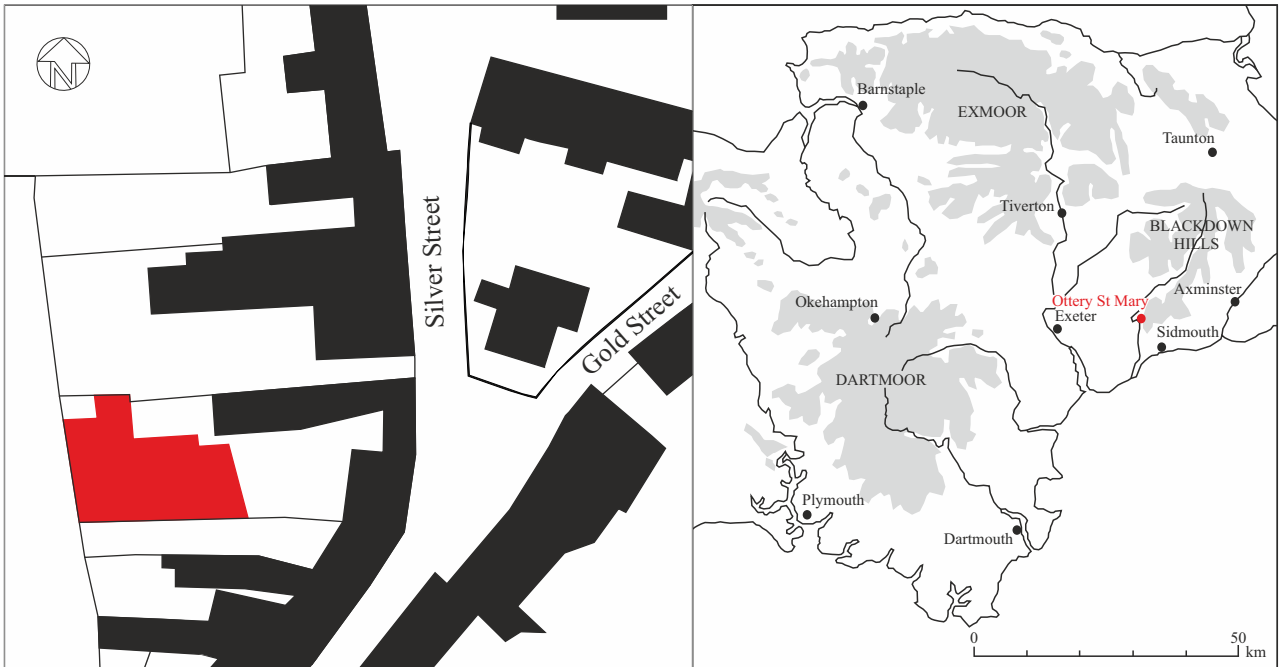 N
Silver Street
Gold Street
Barnstaple
EXMOOR
Taunton
Tiverton
BLACKDOWN
HILLS
Axminster
Okehampton
Ottery St Mary
Exeter
Sidmouth
DARTMOOR
Plymouth
Dartmouth
0
50
km